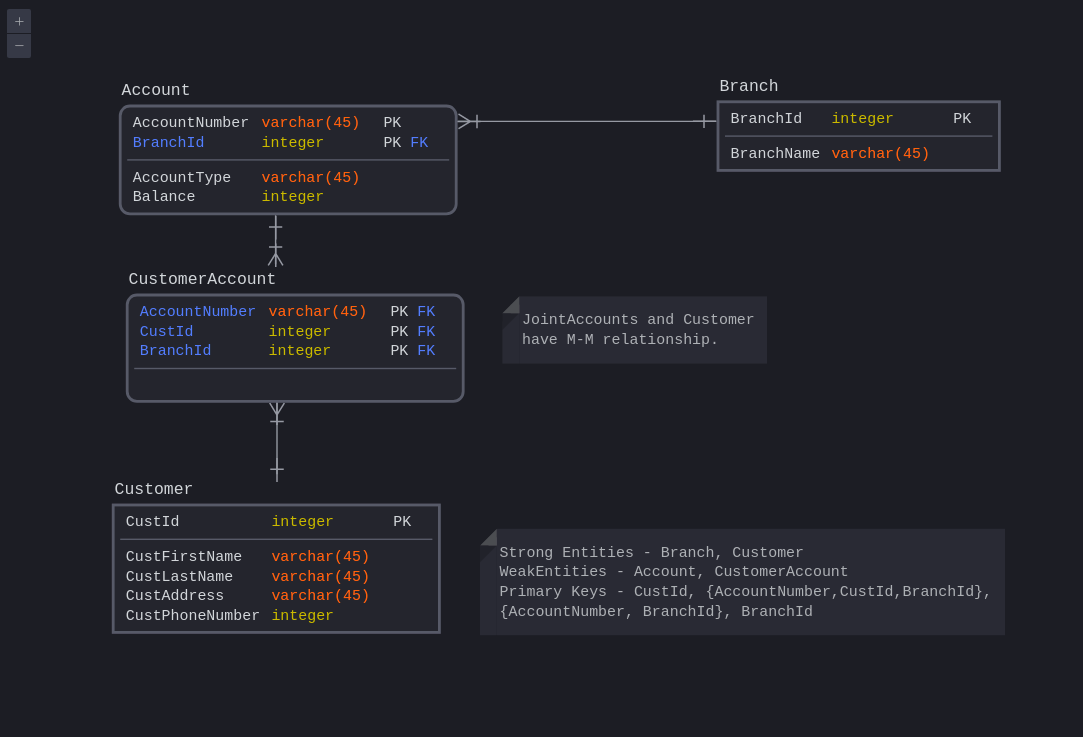 +
−
Account
AccountNumber varchar(45) PK
BranchId integer PK FK
AccountType varchar(45)
Balance integer
Branch
BranchId integer PK
BranchName varchar(45)
CustomerAccount
AccountNumber varchar(45) PK FK
CustId integer PK FK
BranchId integer PK FK
JointAccounts and Customer
have M-M relationship.
Customer
CustId integer PK
CustFirstName varchar(45)
CustLastName varchar(45)
CustAddress varchar(45)
CustPhoneNumber integer
Strong Entities - Branch, Customer
WeakEntities - Account, CustomerAccount
Primary Keys - CustId, {AccountNumber,CustId,BranchId},
{AccountNumber, BranchId}, BranchId